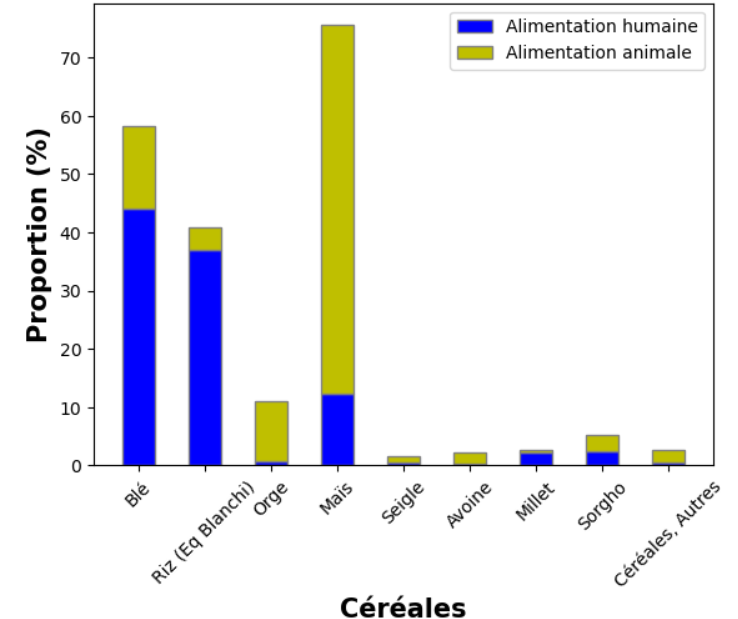 Alimentation humaine
Alimentation animale
Proportion (%)
70
60
50
40
30
20
10
0
Blé
Riz (Eq Blanchi)
Orge
Maïs
Seigle
Avoine
Millet
Sorgho
Céréales, Autres
Céréales